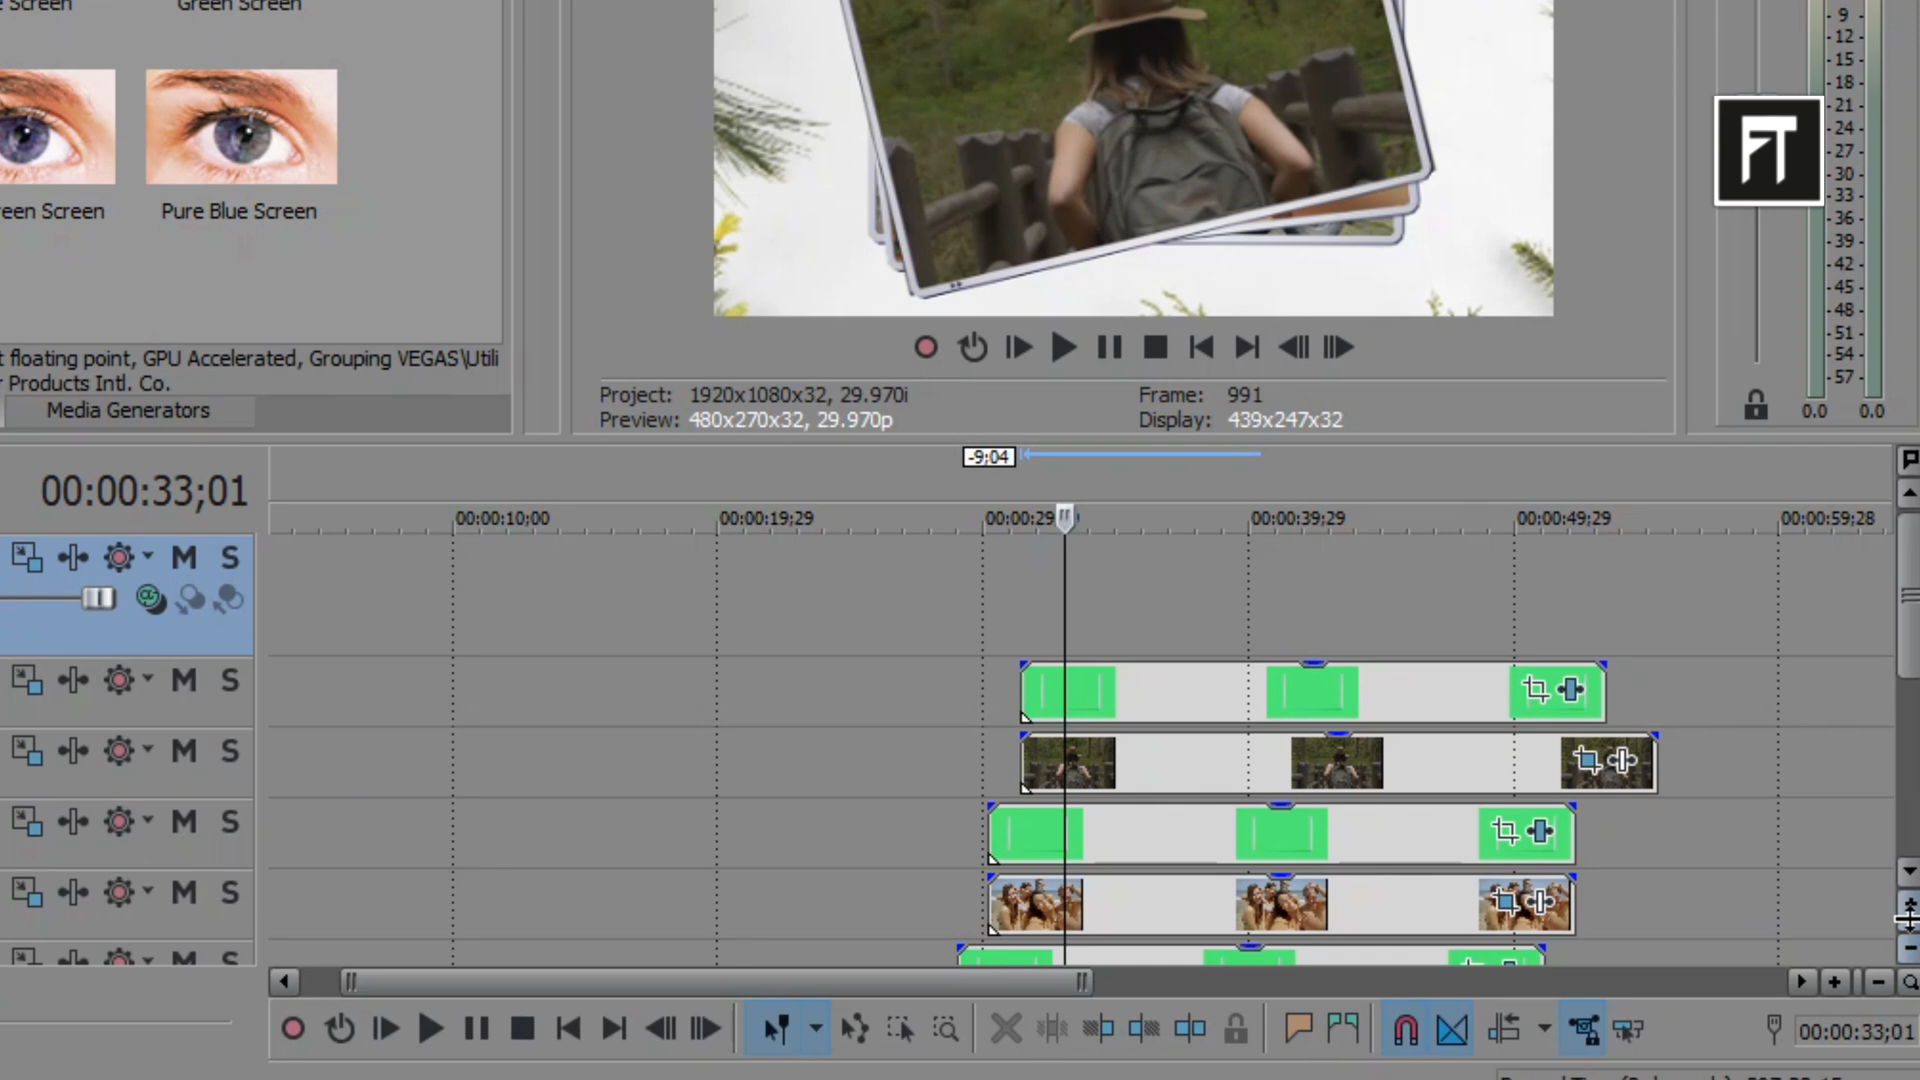 Screen
Green Screen
reen Screen
Pure Blue Screen
t floating point, GPU Accelerated, Grouping VEGAS\Utili
r Products Intl. Co.
Media Generators
Project: 1920x1080x32, 29.970i
Frame: 991
Preview: 480x270x32, 29.970p
Display: 439x247x32
- 9 -
- 12 -
- 15 -
- 18 -
- 21 -
- 24 -
- 27 -
- 30 -
- 33 -
- 36 -
- 39 -
- 42 -
- 45 -
- 48 -
- 51 -
- 54 -
- 57 -
0.0 0.0
FT
-9;04
00:00:33;01
00:00:10;00
00:00:19;29
00:00:29
00:00:39;29
00:00:49;29
00:00:59;28
M S
M S
M S
M S
M S
00:00:33;01